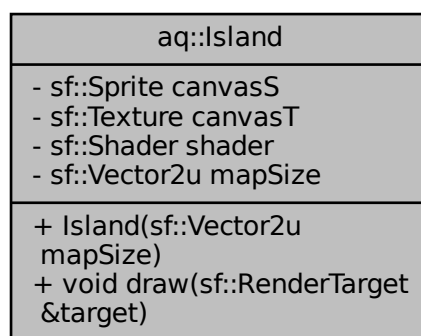 aq::Island
- sf::Sprite canvasS
- sf::Texture canvasT
- sf::Shader shader
- sf::Vector2u mapSize
+ Island(sf::Vector2u
mapSize)
+ void draw(sf::RenderTarget
&target)